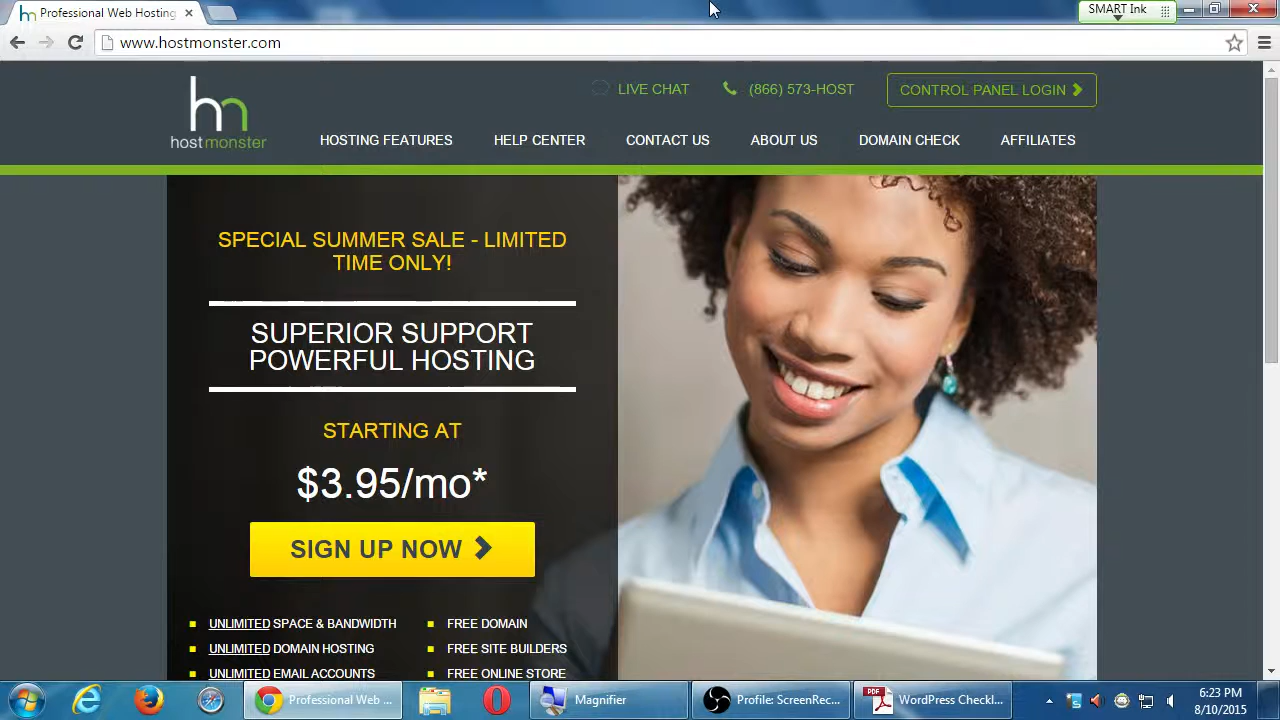 Professional Web Hosting
SMART Ink
www.hostmonster.com
hn
hostmonster
LIVE CHAT
(866) 573-HOST
CONTROL PANEL LOGIN
HOSTING FEATURES
HELP CENTER
CONTACT US
ABOUT US
DOMAIN CHECK
AFFILIATES
SPECIAL SUMMER SALE - LIMITED
TIME ONLY!
SUPERIOR SUPPORT
POWERFUL HOSTING
STARTING AT
$3.95/mo*
SIGN UP NOW
UNLIMITED SPACE & BANDWIDTH
UNLIMITED DOMAIN HOSTING
UNLIMITED EMAIL ACCOUNTS
FREE DOMAIN
FREE SITE BUILDERS
FREE ONLINE STORE
Professional Web ...
Magnifier
Profile: ScreenRec...
PDF
WordPress Checkl...
6:23 PM
8/10/2015